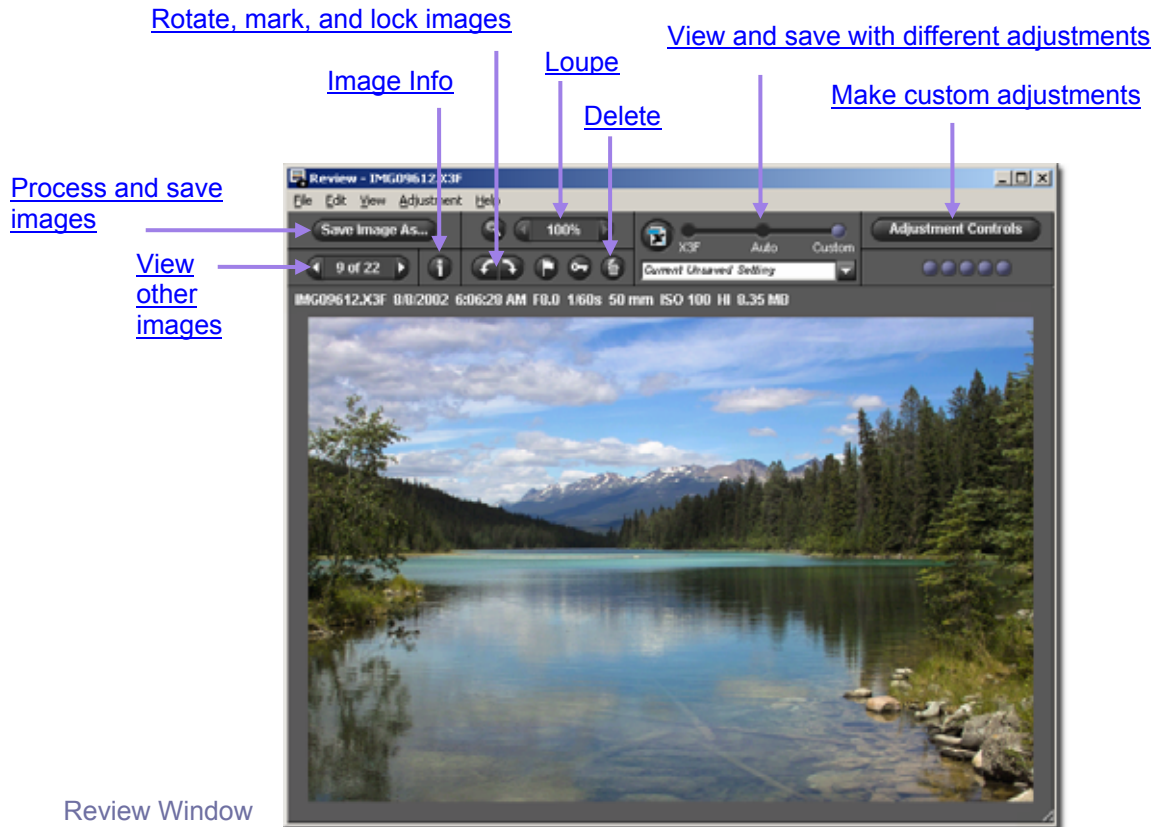 Rotate, mark, and lock images
View and save with different adjustments
Loupe
Image Info
Make custom adjustments
Delete
Process and save
images
View
other
images
Review - IMG09612.X3F
File Edit View Adjustment Help
Save Image As...
100%
X3F Auto Custom
Adjustment Controls
9 of 22
Current Unsaved Setting
IMG09612.X3F 8/8/2002 6:06:28 AM F8.0 1/60s 50 mm ISO 100 HI 8.35 MB
Review Window